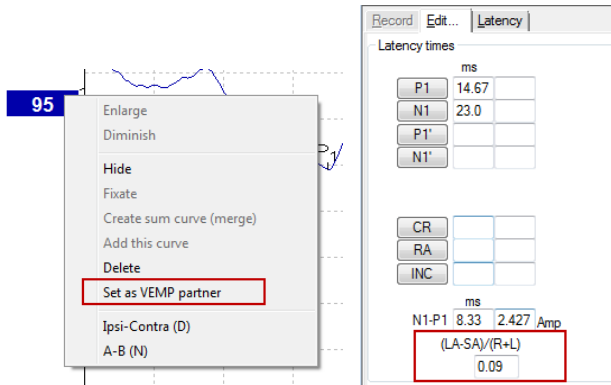 95
P1
Enlarge
Diminish
Hide
Fixate
Create sum curve (merge)
Add this curve
Delete
Set as VEMP partner
Ipsi-Contra (D)
A-B (N)
Record Edit... Latency
Latency times
ms
P1 14.67
N1 23.0
P1'
N1'
CR
RA
INC
ms
N1-P1 8.33 2.427 Amp
(LA-SA)/(R+L)
0.09